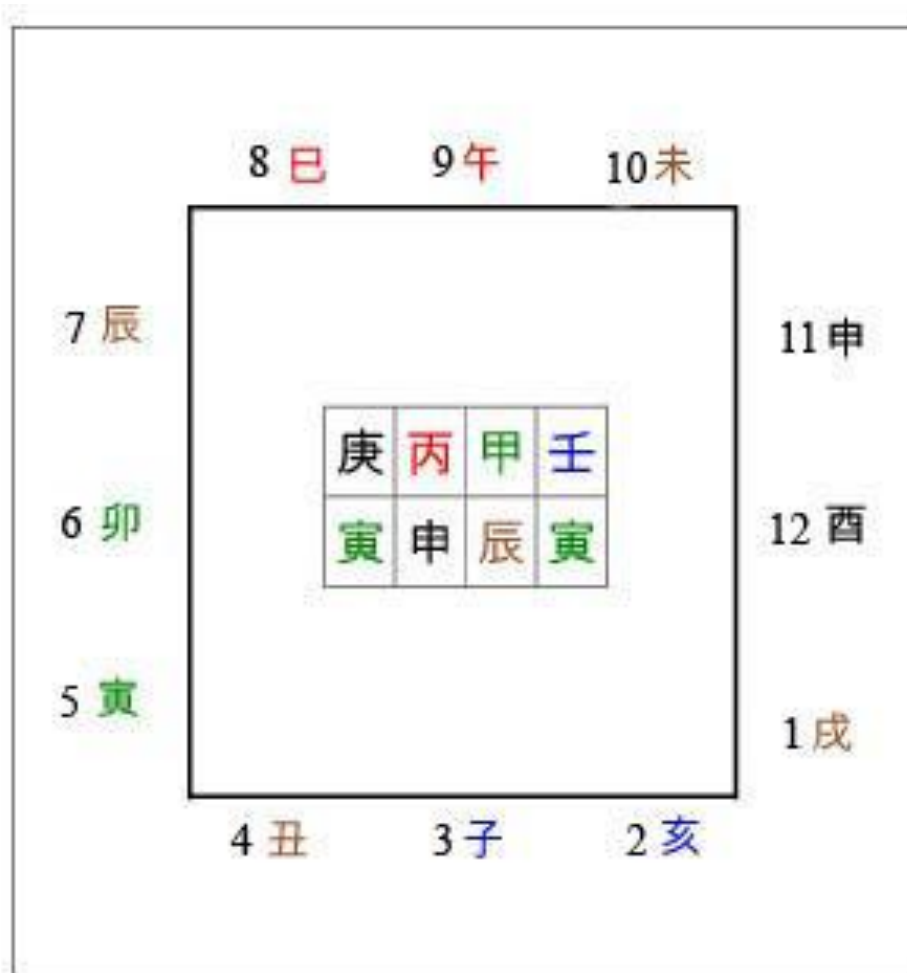 8 巳 9 午 10 未
7 辰 11 申
庚 丙 甲 壬
6 卯 12 酉
寅 申 辰 寅
5 寅 1 戌
4 丑 3 子 2 亥